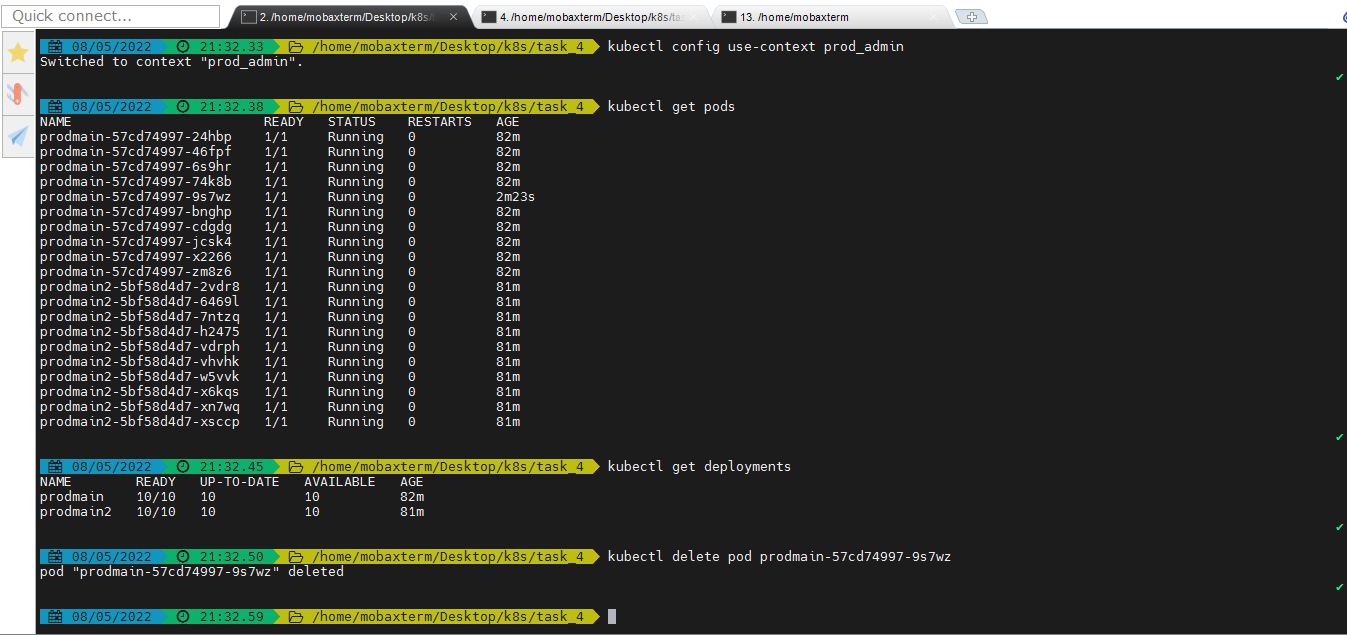 Quick connect...
2. /home/mobaxterm/Desktop/k8s/
4. /home/mobaxterm/Desktop/k8s/tas
13. /home/mobaxterm
08/05/2022 21:32.33 /home/mobaxterm/Desktop/k8s/task_4 kubectl config use-context prod_admin
Switched to context "prod_admin".
✔
08/05/2022 21:32.38 /home/mobaxterm/Desktop/k8s/task_4 kubectl get pods
NAME READY STATUS RESTARTS AGE
prodmain-57cd74997-24hbp 1/1 Running 0 82m
prodmain-57cd74997-46fpf 1/1 Running 0 82m
prodmain-57cd74997-6s9hr 1/1 Running 0 82m
prodmain-57cd74997-74k8b 1/1 Running 0 82m
prodmain-57cd74997-9s7wz 1/1 Running 0 2m23s
prodmain-57cd74997-bnghp 1/1 Running 0 82m
prodmain-57cd74997-cdgdg 1/1 Running 0 82m
prodmain-57cd74997-jcsk4 1/1 Running 0 82m
prodmain-57cd74997-x2266 1/1 Running 0 82m
prodmain-57cd74997-zm8z6 1/1 Running 0 82m
prodmain2-5bf58d4d7-2vdr8 1/1 Running 0 81m
prodmain2-5bf58d4d7-6469l 1/1 Running 0 81m
prodmain2-5bf58d4d7-7ntzq 1/1 Running 0 81m
prodmain2-5bf58d4d7-h2475 1/1 Running 0 81m
prodmain2-5bf58d4d7-vdrph 1/1 Running 0 81m
prodmain2-5bf58d4d7-vhvhk 1/1 Running 0 81m
prodmain2-5bf58d4d7-w5vvk 1/1 Running 0 81m
prodmain2-5bf58d4d7-x6kqs 1/1 Running 0 81m
prodmain2-5bf58d4d7-xn7wq 1/1 Running 0 81m
prodmain2-5bf58d4d7-xsccp 1/1 Running 0 81m
✔
08/05/2022 21:32.45 /home/mobaxterm/Desktop/k8s/task_4 kubectl get deployments
NAME READY UP-TO-DATE AVAILABLE AGE
prodmain 10/10 10 10 82m
prodmain2 10/10 10 10 81m
✔
08/05/2022 21:32.50 /home/mobaxterm/Desktop/k8s/task_4 kubectl delete pod prodmain-57cd74997-9s7wz
pod "prodmain-57cd74997-9s7wz" deleted
✔
08/05/2022 21:32.59 /home/mobaxterm/Desktop/k8s/task_4